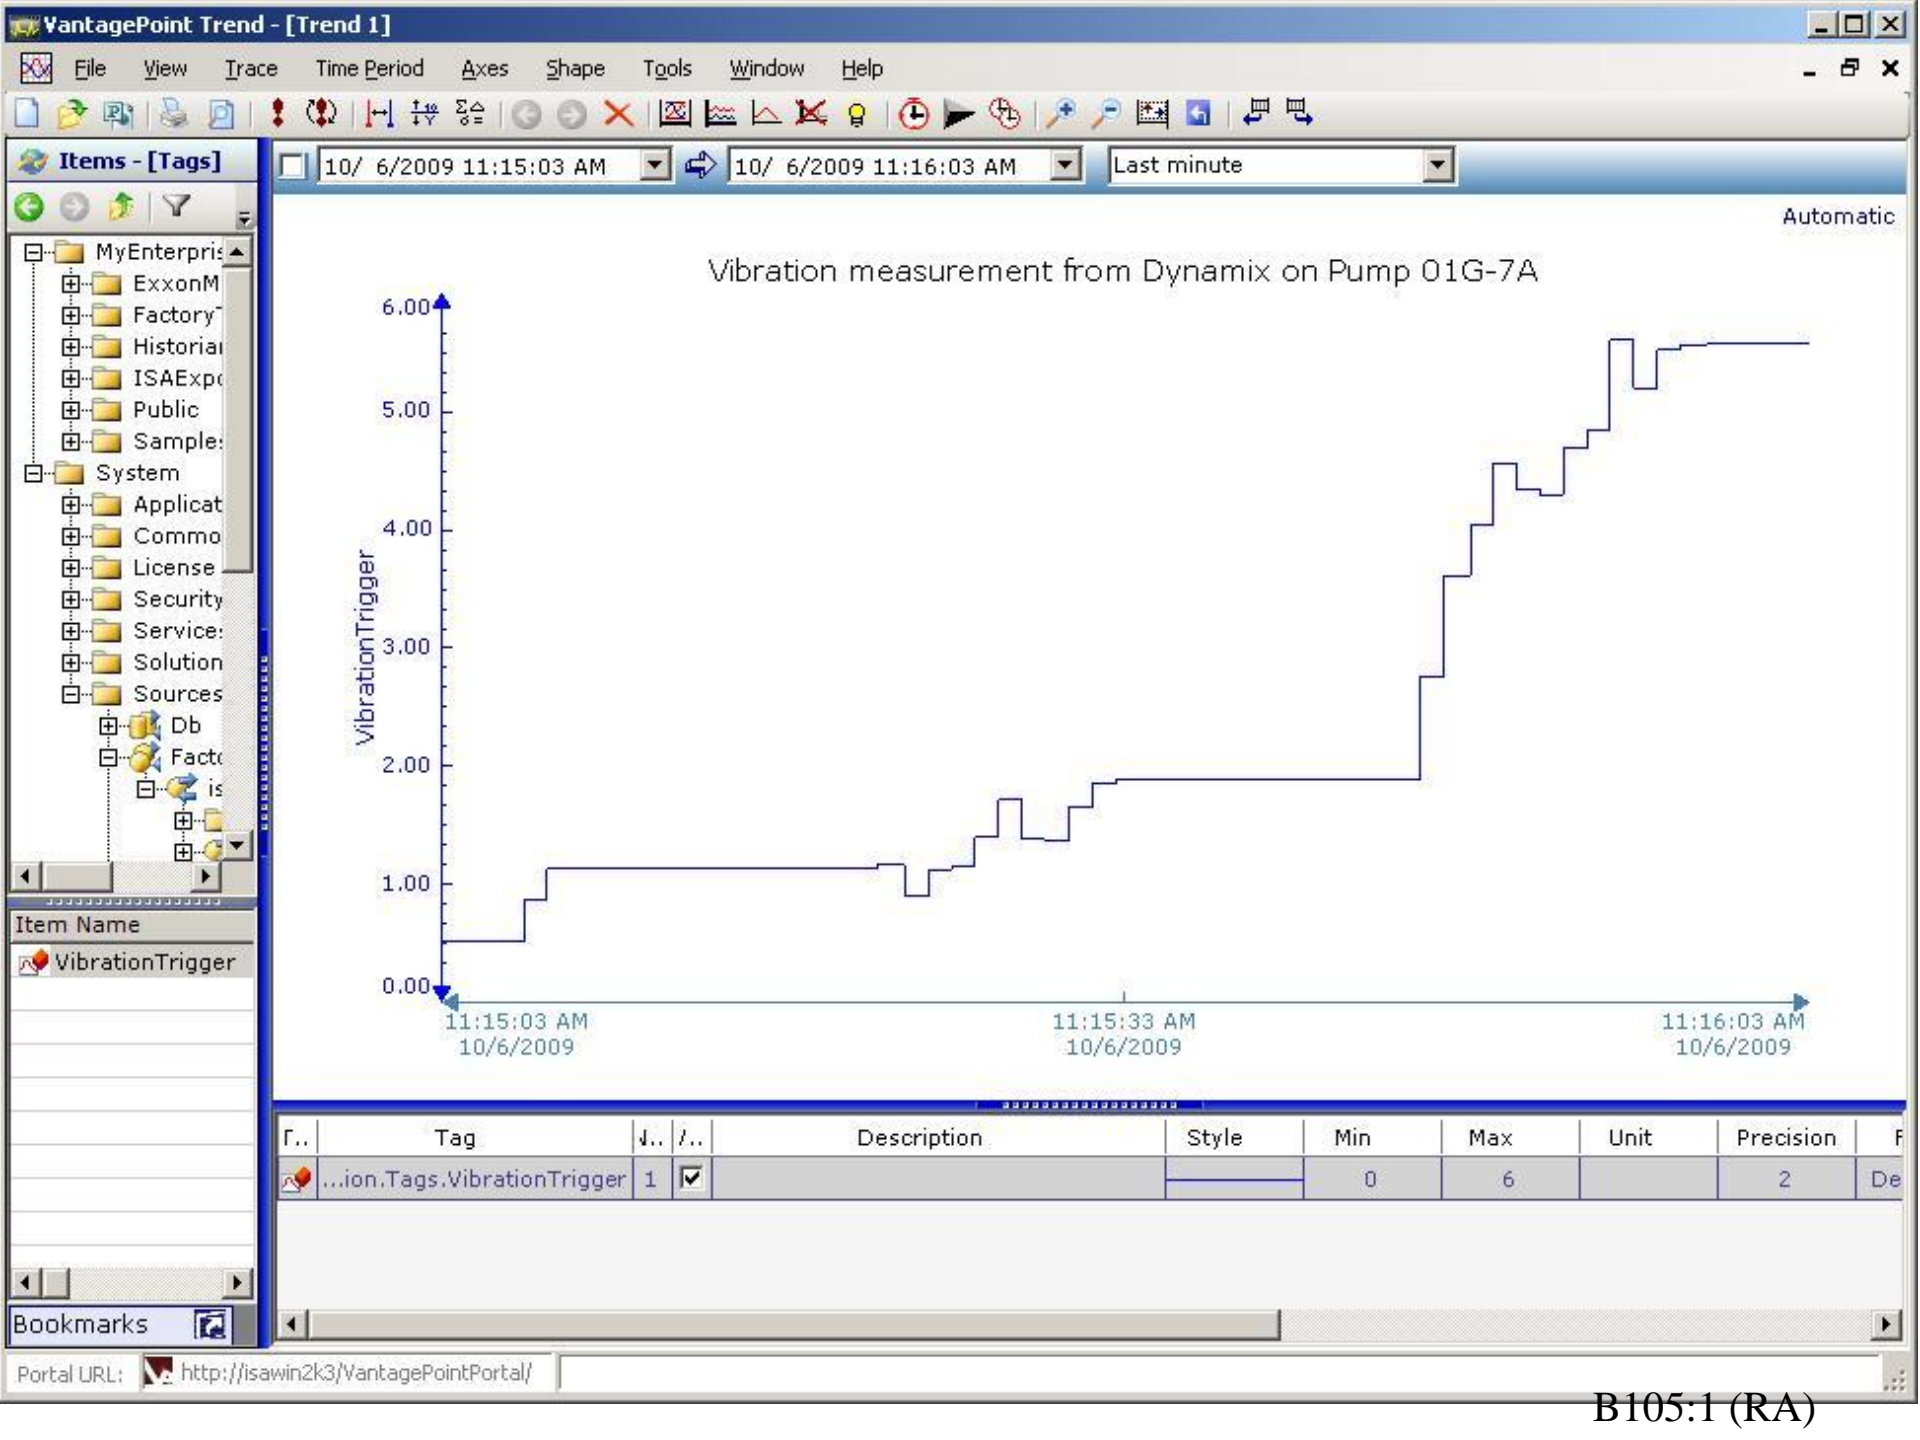 VantagePoint Trend - [Trend 1]
File View Trace Time Period Axes Shape Tools Window Help
Items - [Tags]
10/ 6/2009 11:15:03 AM 10/ 6/2009 11:16:03 AM Last minute
Automatic
MyEnterpris
ExxonM
Factory
Historia
ISAExp
Public
Sample
System
Applicat
Commo
License
Security
Service
Solution
Sources
Db
Facto
is
Item Name
VibrationTrigger
Bookmarks
Vibration measurement from Dynamix on Pump 01G-7A
VibrationTrigger
6.00
5.00
4.00
3.00
2.00
1.00
0.00
11:15:03 AM 11:15:33 AM 11:16:03 AM
10/6/2009 10/6/2009 10/6/2009
Tag Description Style Min Max Unit Precision
...ion.Tags.VibrationTrigger 1 0 6 2 De
Portal URL: http://isawin2k3/VantagePointPortal/
B105:1 (RA)